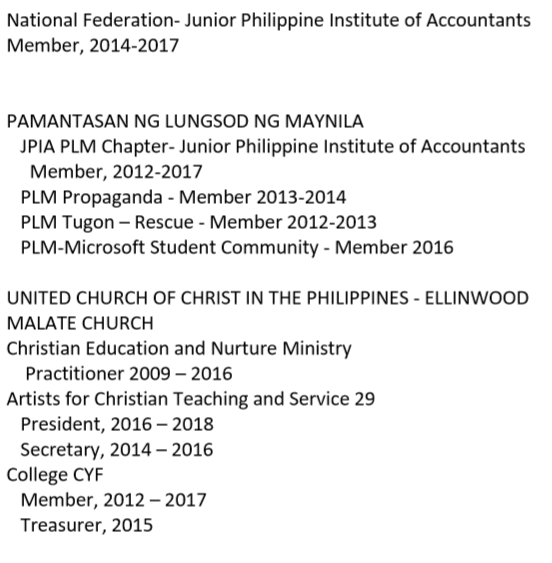 National Federation- Junior Philippine Institute of Accountants
Member, 2014-2017
PAMANTASAN NG LUNGSOD NG MAYNILA
JPIA PLM Chapter- Junior Philippine Institute of Accountants
Member, 2012-2017
PLM Propaganda - Member 2013-2014
PLM Tugon – Rescue - Member 2012-2013
PLM-Microsoft Student Community - Member 2016
UNITED CHURCH OF CHRIST IN THE PHILIPPINES - ELLINWOOD
MALATE CHURCH
Christian Education and Nurture Ministry
Practitioner 2009 – 2016
Artists for Christian Teaching and Service 29
President, 2016 – 2018
Secretary, 2014 – 2016
College CYF
Member, 2012 – 2017
Treasurer, 2015